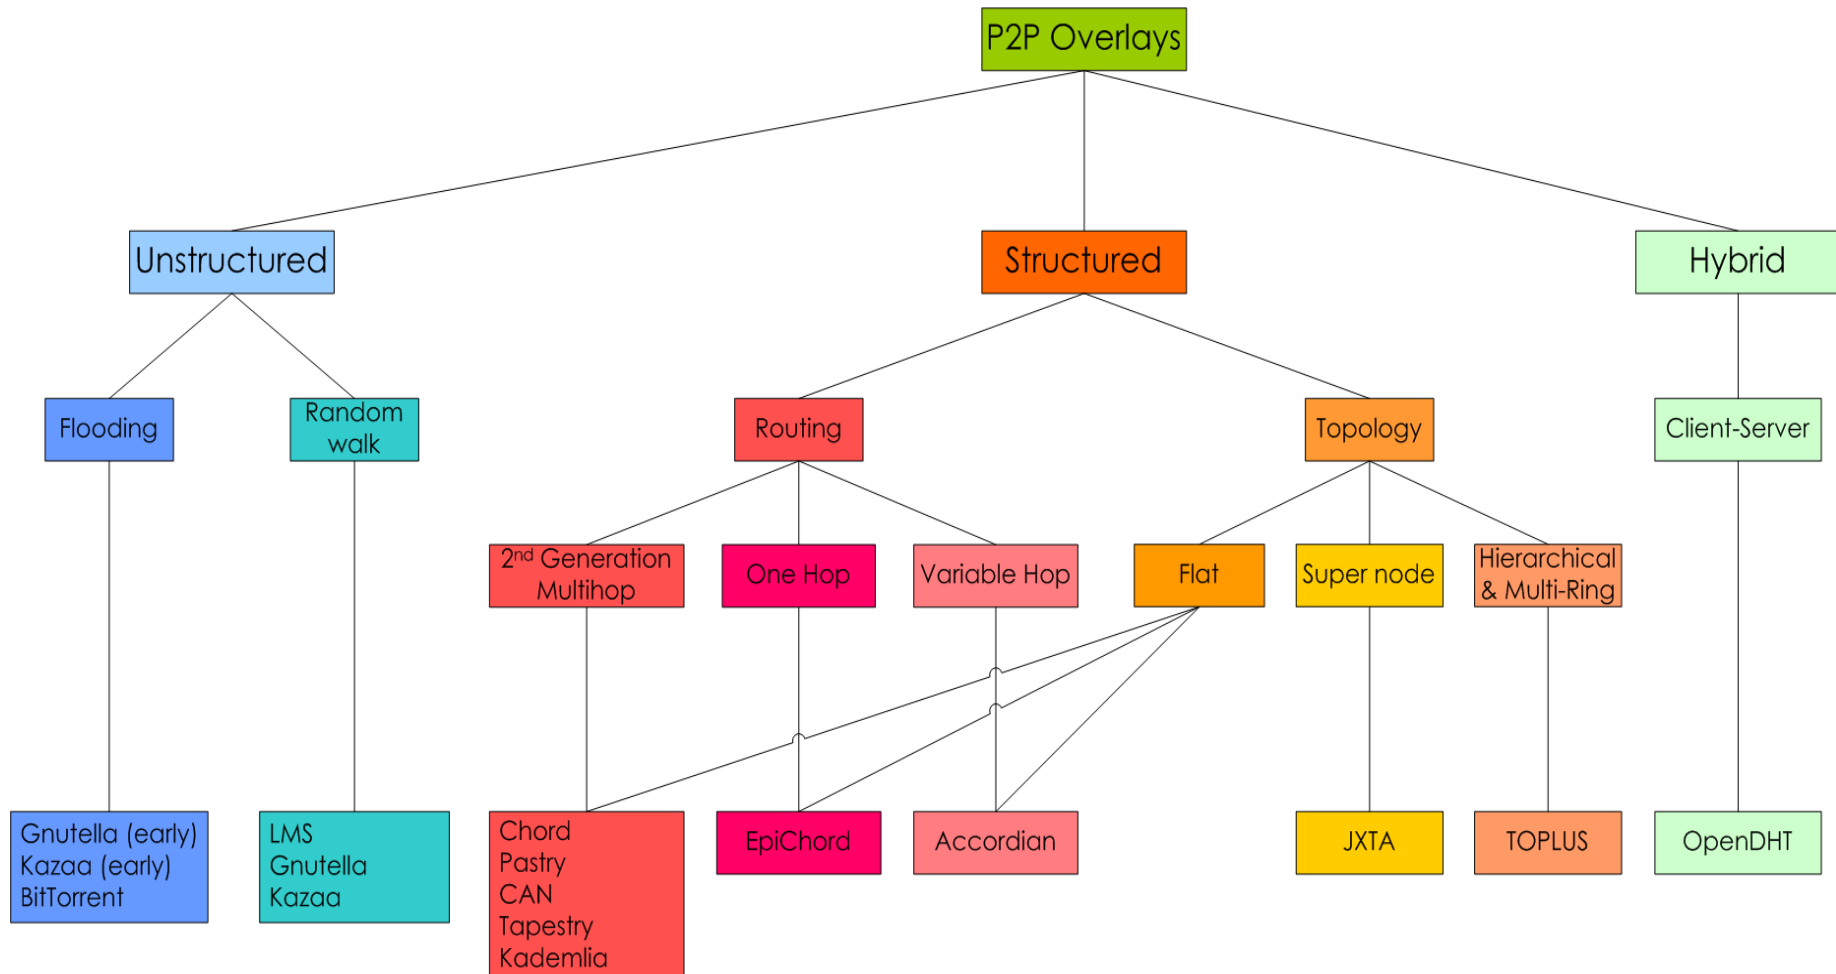 P2P Overlays
Unstructured
Structured
Hybrid
Flooding
Random
walk
Routing
Topology
Client-Server
2nd Generation
Multihop
One Hop
Variable Hop
Flat
Super node
Hierarchical
& Multi-Ring
Gnutella (early)
Kazaa (early)
BitTorrent
LMS
Gnutella
Kazaa
Chord
Pastry
CAN
Tapestry
Kademlia
EpiChord
Accordian
JXTA
TOPLUS
OpenDHT